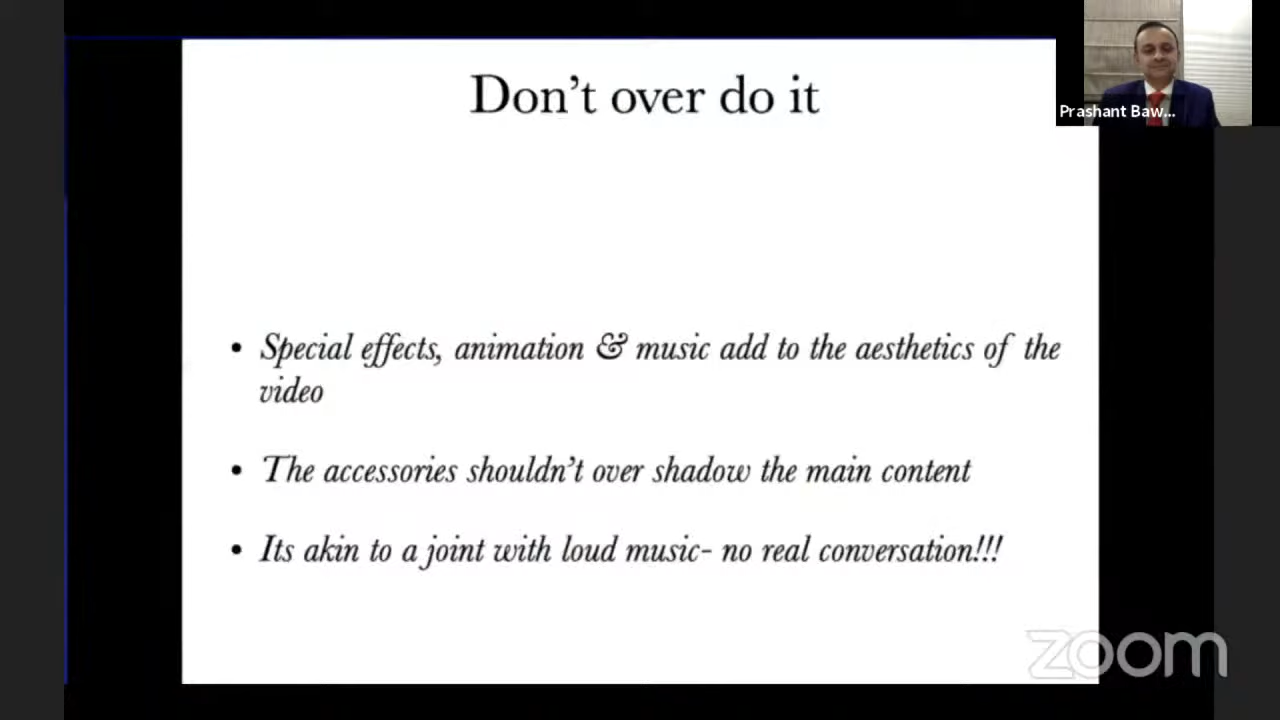 Don't over do it
Prashant Baw...
• Special effects, animation & music add to the aesthetics of the
video
• The accessories shouldn't over shadow the main content
• Its akin to a joint with loud music- no real conversation!!!
zoom